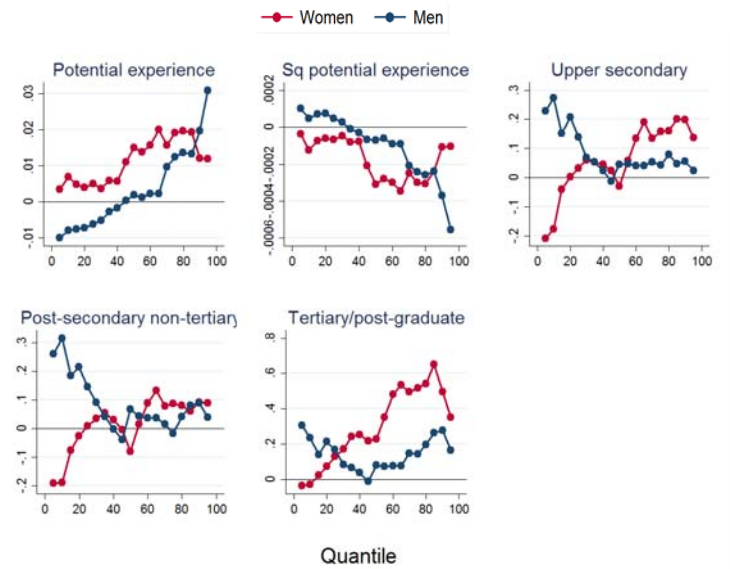 Women Men
Potential experience
.03
.02
.01
0
-.01
0 20 40 60 80 100
Sq potential experience
.0002
0
-.0002
-.0004
-.0006
0 20 40 60 80 100
Upper secondary
.3
.2
.1
0
-.1
-.2
0 20 40 60 80 100
Post-secondary non-tertiary
.3
.2
.1
0
-.1
-.2
0 20 40 60 80 100
Tertiary/post-graduate
.8
.6
.4
.2
0
0 20 40 60 80 100
Quantile